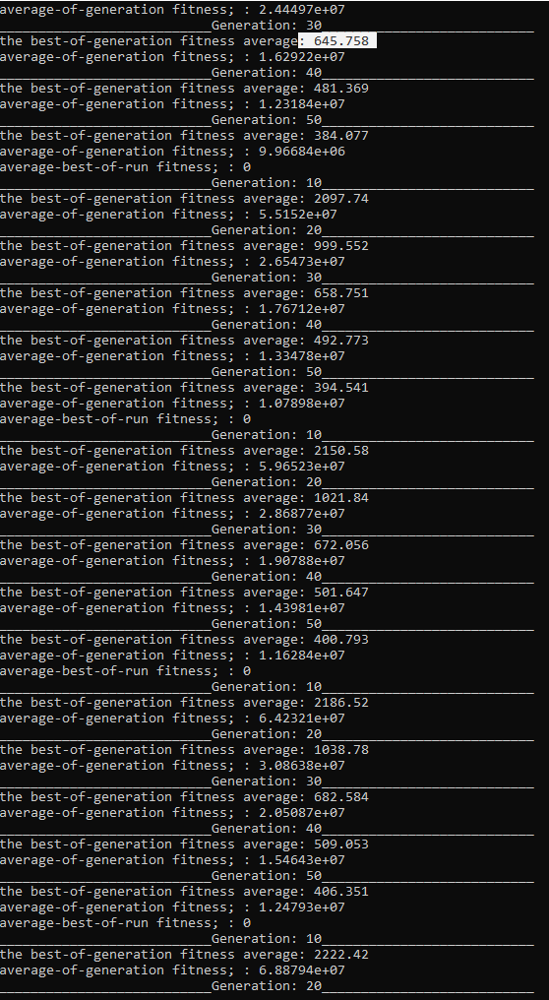 average-of-generation fitness; : 2.44497e+07
___________________________Generation: 30___________________________
the best-of-generation fitness average: 645.758
average-of-generation fitness; : 1.62922e+07
___________________________Generation: 40___________________________
the best-of-generation fitness average: 481.369
average-of-generation fitness; : 1.23184e+07
___________________________Generation: 50___________________________
the best-of-generation fitness average: 384.077
average-of-generation fitness; : 9.96684e+06
average-best-of-run fitness; : 0
___________________________Generation: 10___________________________
the best-of-generation fitness average: 2097.74
average-of-generation fitness; : 5.5152e+07
___________________________Generation: 20___________________________
the best-of-generation fitness average: 999.552
average-of-generation fitness; : 2.65473e+07
___________________________Generation: 30___________________________
the best-of-generation fitness average: 658.751
average-of-generation fitness; : 1.76712e+07
___________________________Generation: 40___________________________
the best-of-generation fitness average: 492.773
average-of-generation fitness; : 1.33478e+07
___________________________Generation: 50___________________________
the best-of-generation fitness average: 394.541
average-of-generation fitness; : 1.07898e+07
average-best-of-run fitness; : 0
___________________________Generation: 10___________________________
the best-of-generation fitness average: 2150.58
average-of-generation fitness; : 5.96523e+07
___________________________Generation: 20___________________________
the best-of-generation fitness average: 1021.84
average-of-generation fitness; : 2.86877e+07
___________________________Generation: 30___________________________
the best-of-generation fitness average: 672.056
average-of-generation fitness; : 1.90788e+07
___________________________Generation: 40___________________________
the best-of-generation fitness average: 501.647
average-of-generation fitness; : 1.43981e+07
___________________________Generation: 50___________________________
the best-of-generation fitness average: 400.793
average-of-generation fitness; : 1.16284e+07
average-best-of-run fitness; : 0
___________________________Generation: 10___________________________
the best-of-generation fitness average: 2186.52
average-of-generation fitness; : 6.42321e+07
___________________________Generation: 20___________________________
the best-of-generation fitness average: 1038.78
average-of-generation fitness; : 3.08638e+07
___________________________Generation: 30___________________________
the best-of-generation fitness average: 682.584
average-of-generation fitness; : 2.05087e+07
___________________________Generation: 40___________________________
the best-of-generation fitness average: 509.053
average-of-generation fitness; : 1.54643e+07
___________________________Generation: 50___________________________
the best-of-generation fitness average: 406.351
average-of-generation fitness; : 1.24793e+07
average-best-of-run fitness; : 0
___________________________Generation: 10___________________________
the best-of-generation fitness average: 2222.42
average-of-generation fitness; : 6.88794e+07
___________________________Generation: 20___________________________